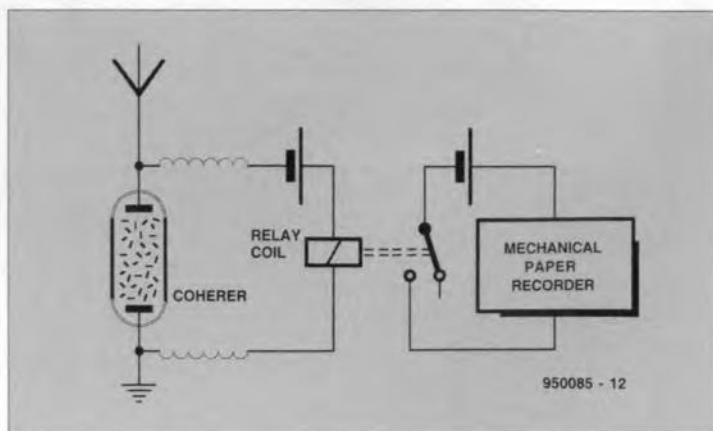 RELAY
COIL
COHERER
MECHANICAL
PAPER
RECORDER
950085 - 12